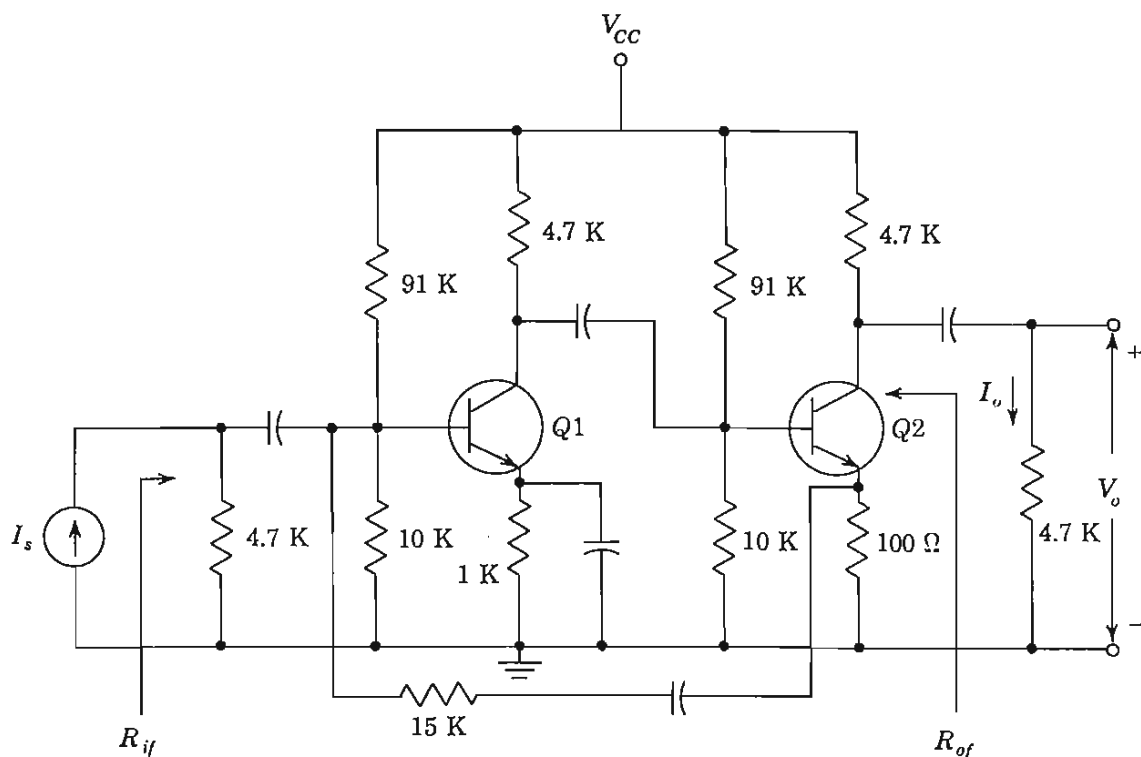 V_CC
4.7 K
4.7 K
91 K
91 K
+
Q1
Q2
I_o
I_s
4.7 K
10 K
1 K
10 K
100 Ω
4.7 K
V_o
−
15 K
R_if
R_of